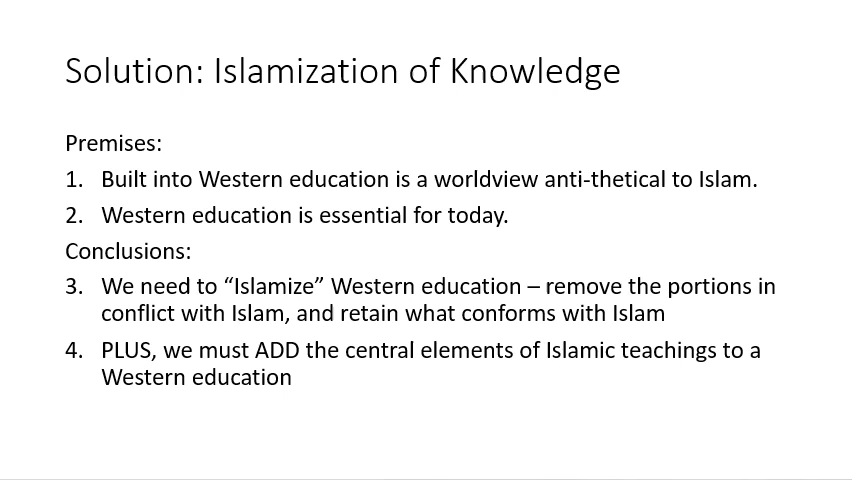 Solution: Islamization of Knowledge
Premises:
1. Built into Western education is a worldview anti-thetical to Islam.
2. Western education is essential for today.
Conclusions:
3. We need to “Islamize” Western education – remove the portions in
conflict with Islam, and retain what conforms with Islam
4. PLUS, we must ADD the central elements of Islamic teachings to a
Western education